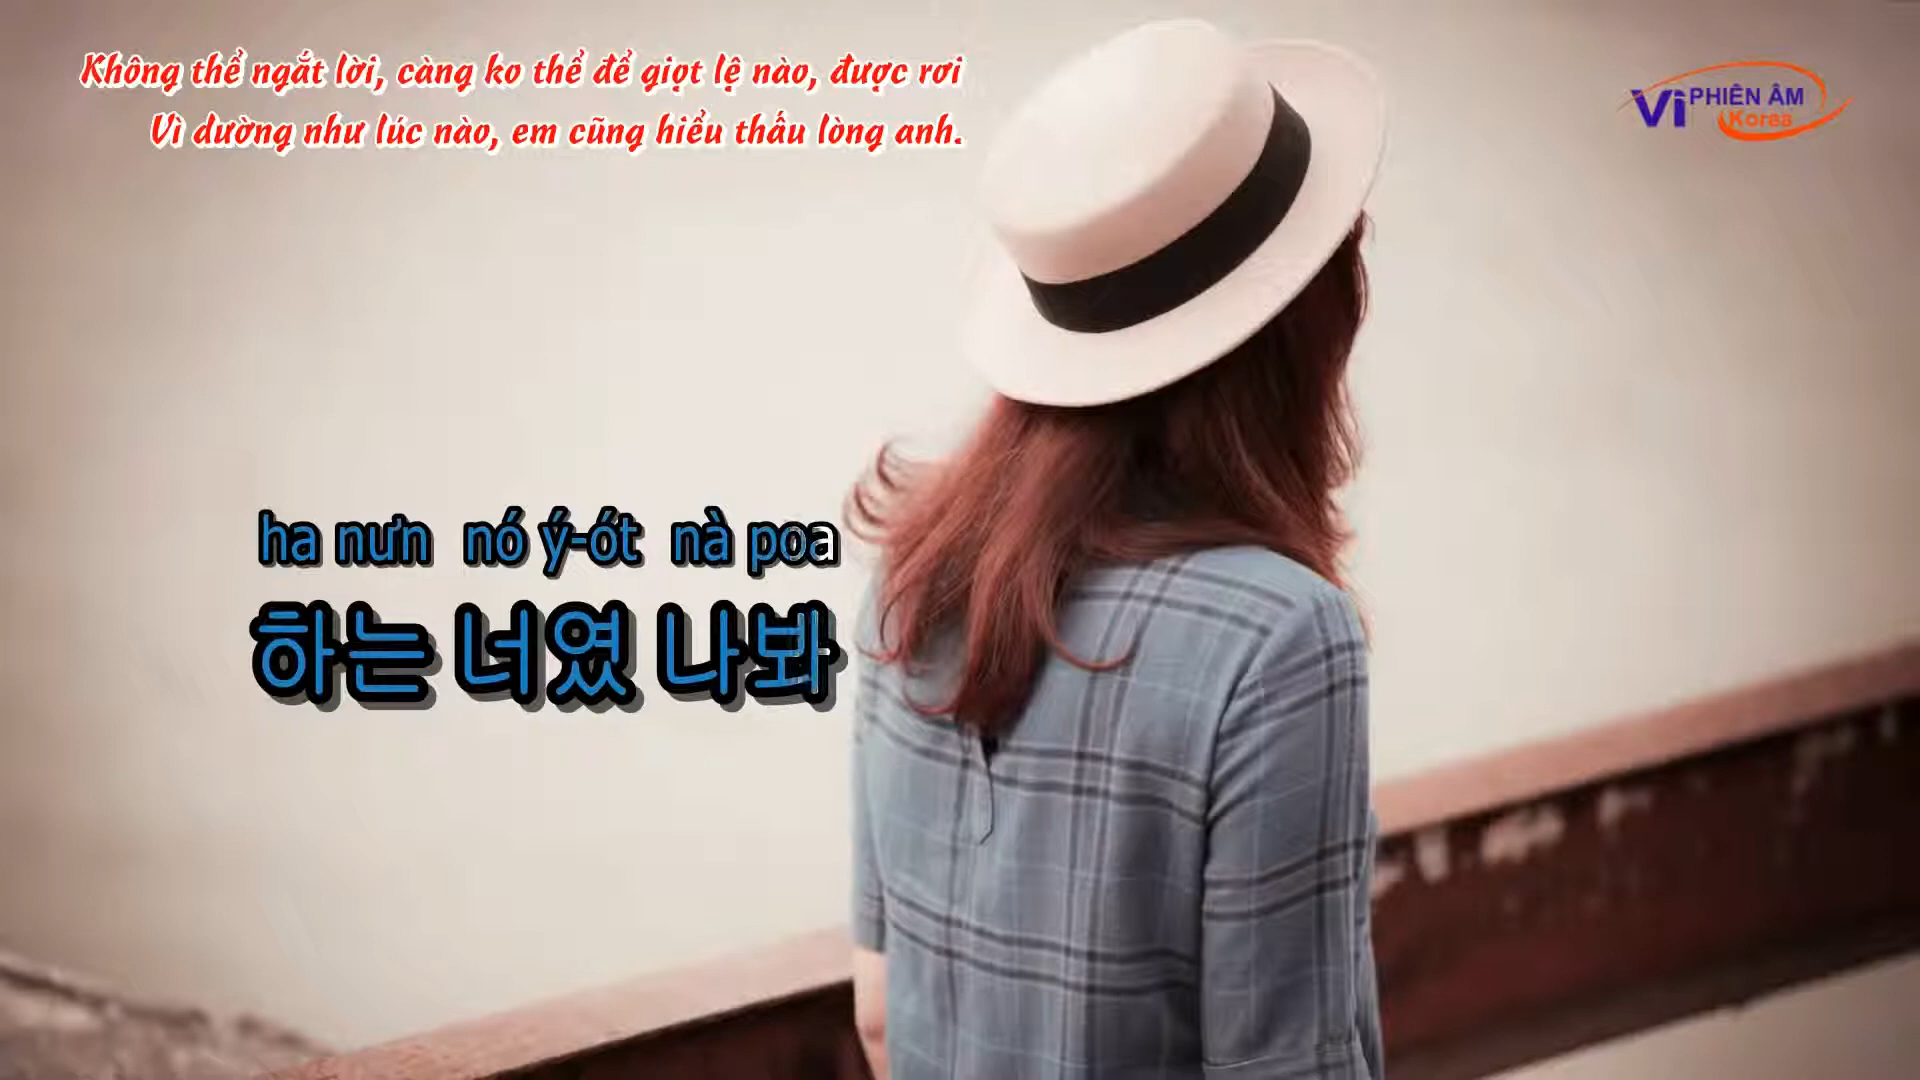 Không thể ngắt lời, càng ko thể để giọt lệ nào, được rơi
Vì dường như lúc nào, em cũng hiểu thấu lòng anh.
Vi PHIÊN ÂM
Korea
ha nưn nó ý-ót nà poa
하는 너였 나봐